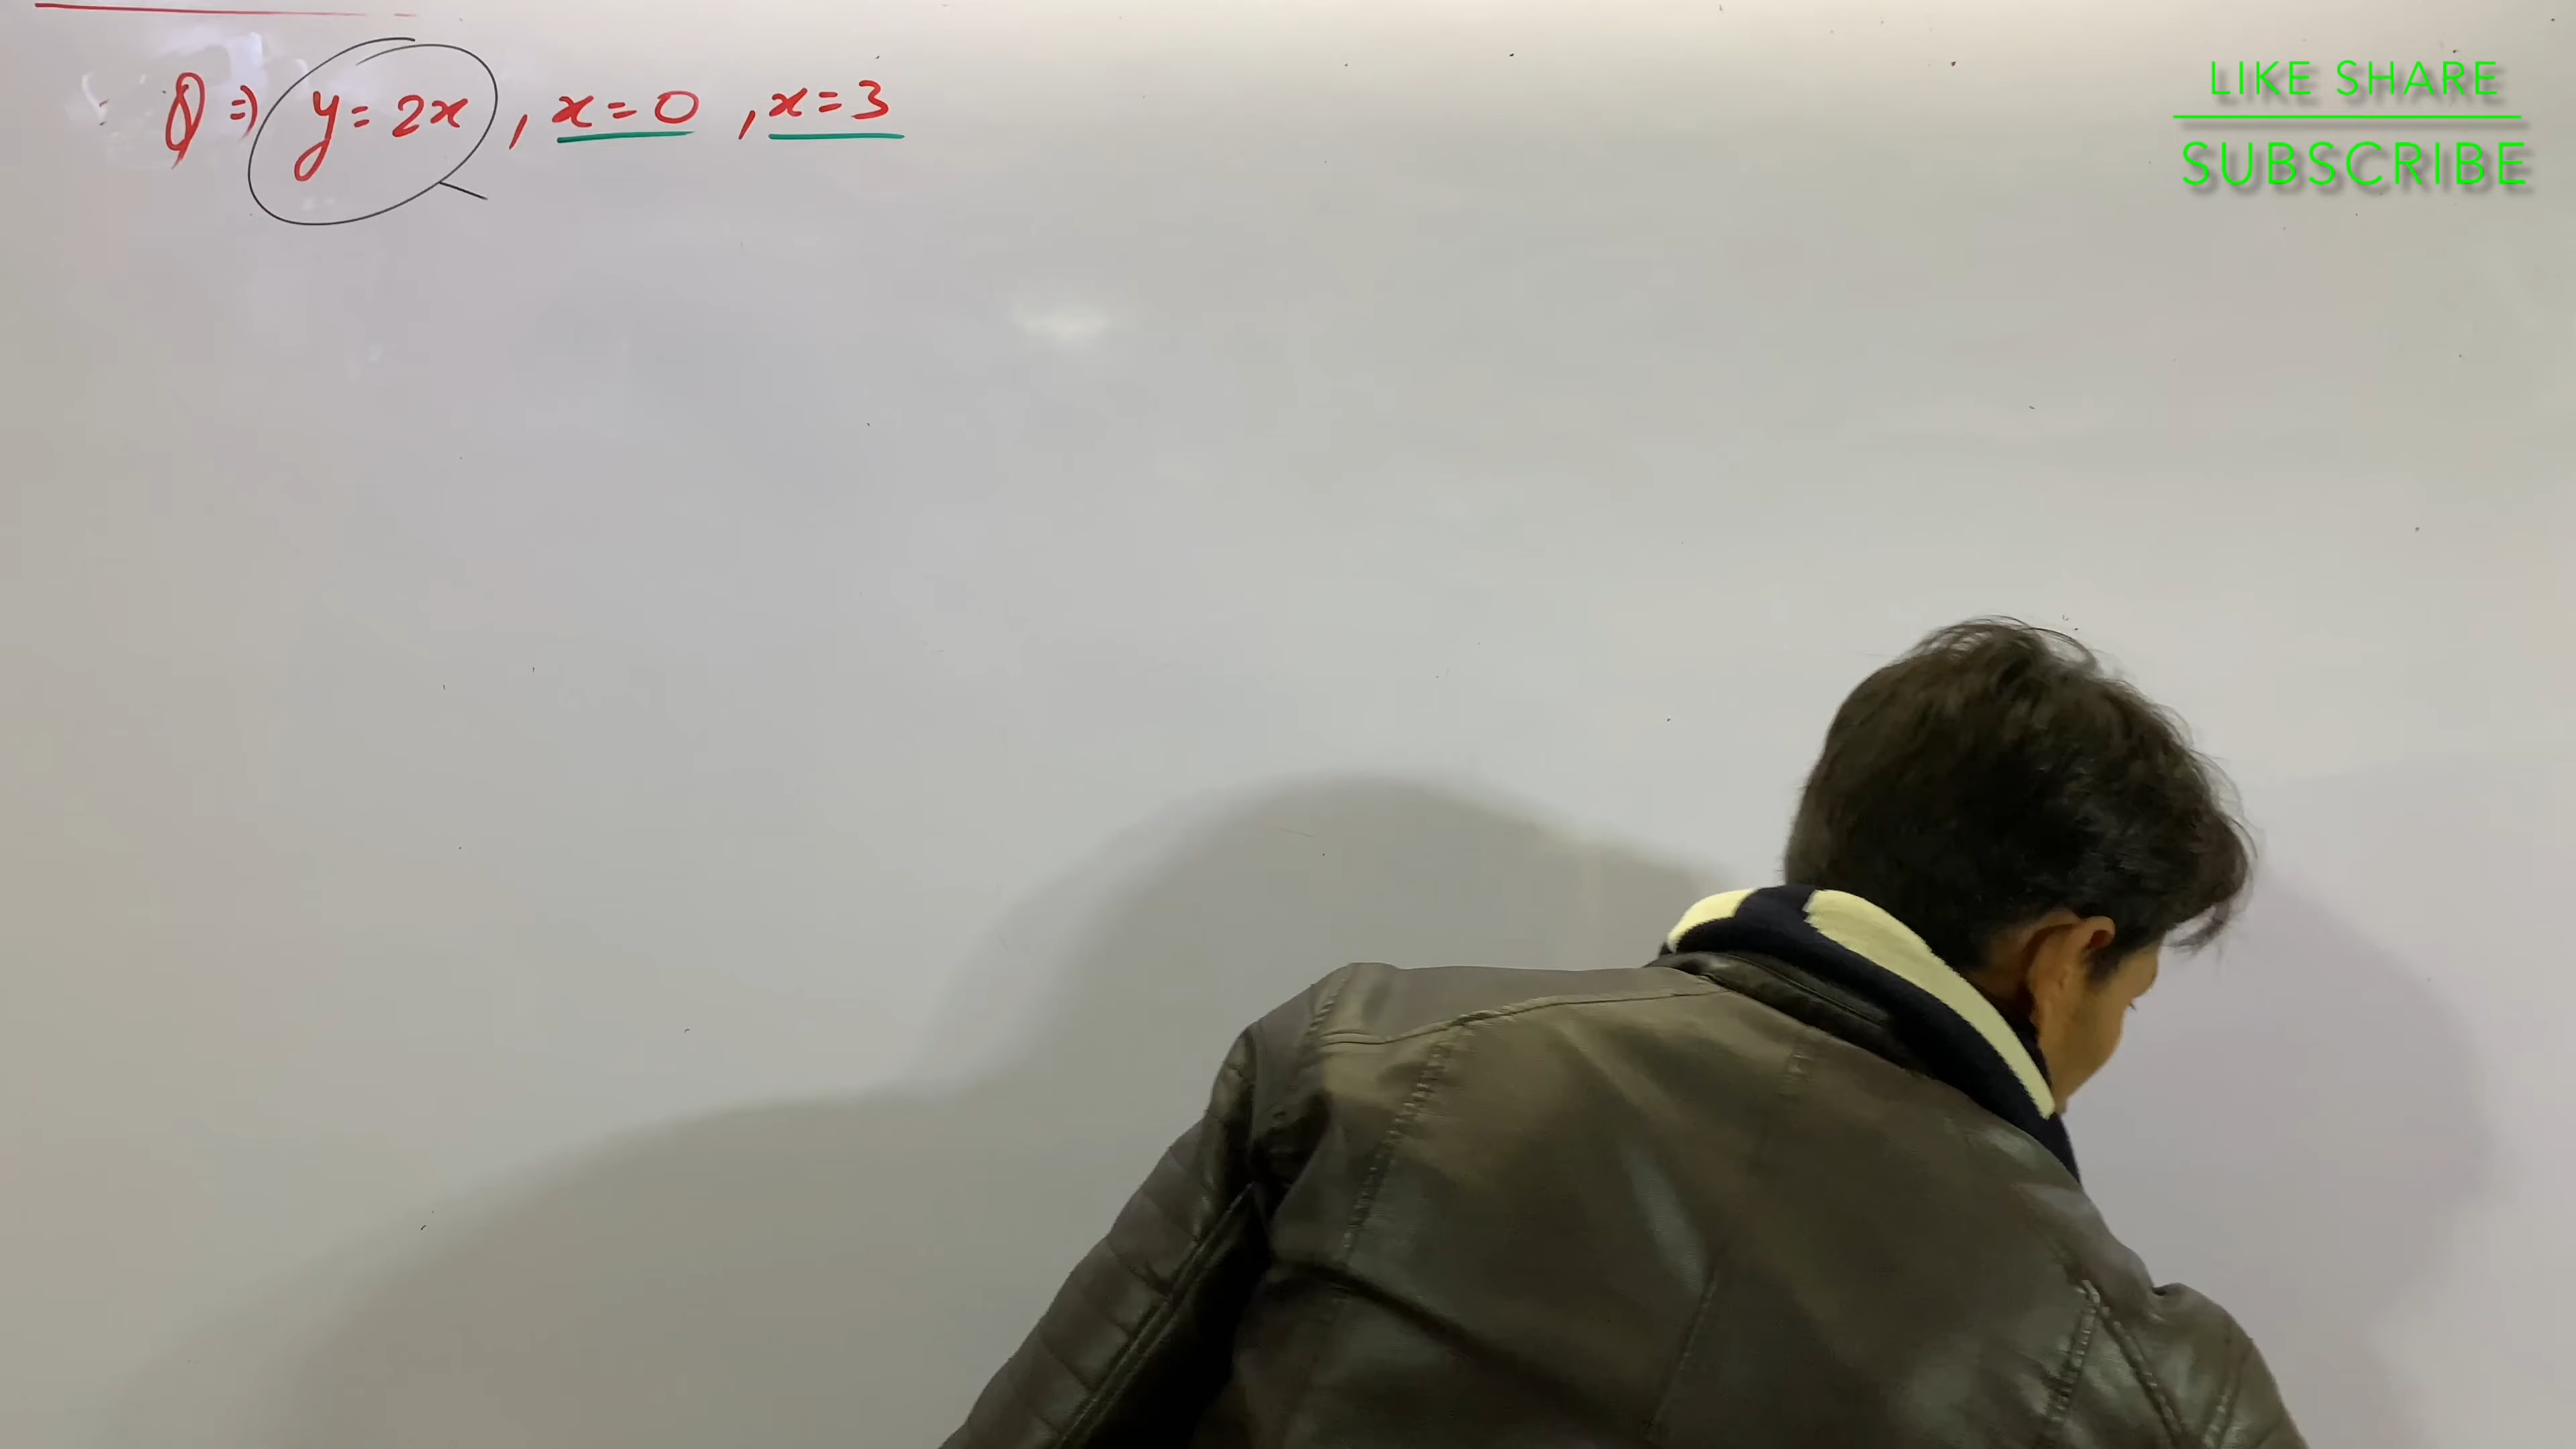 Q ⇒ y = 2x , x = 0 , x = 3
LIKE SHARE
SUBSCRIBE